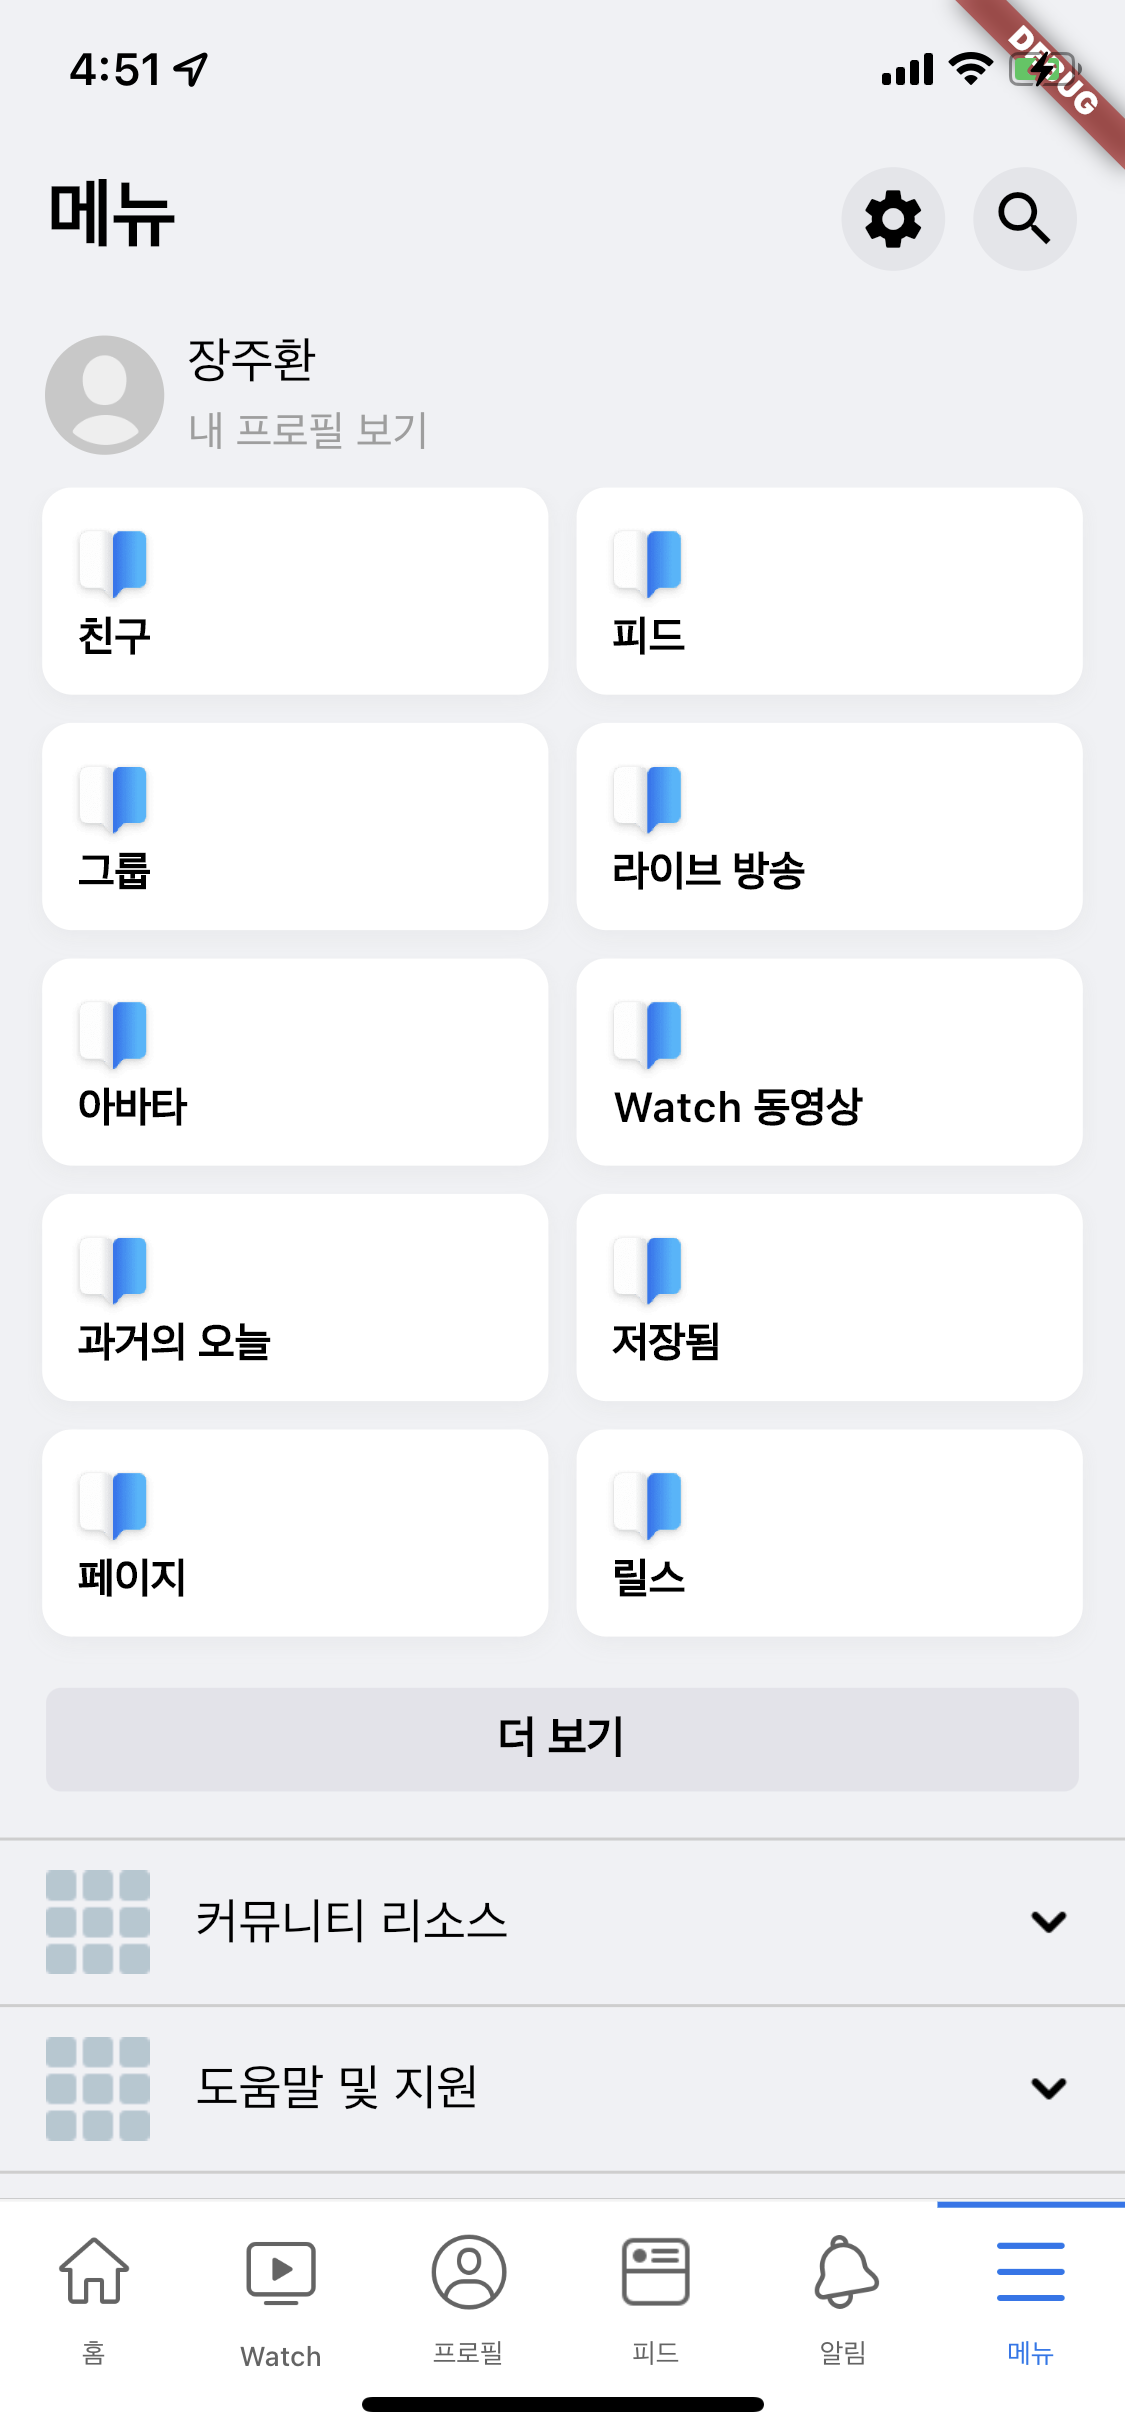 4:51
DEBUG
메뉴
장주환
내 프로필 보기
친구
피드
그룹
라이브 방송
아바타
Watch 동영상
과거의 오늘
저장됨
페이지
릴스
더 보기
커뮤니티 리소스
도움말 및 지원
홈
Watch
프로필
피드
알림
메뉴